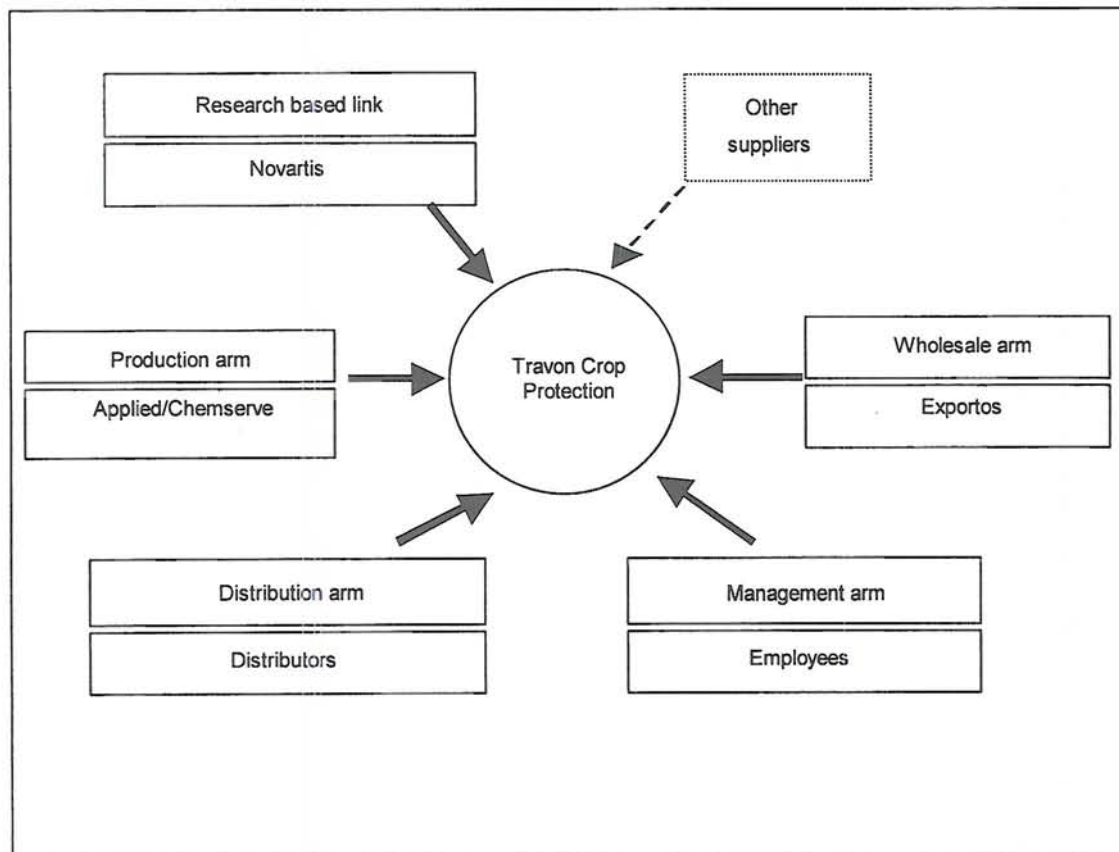 Research based link
Novartis
Other
suppliers
Production arm
Applied/Chemserve
Travon Crop
Protection
Wholesale arm
Exportos
Distribution arm
Distributors
Management arm
Employees